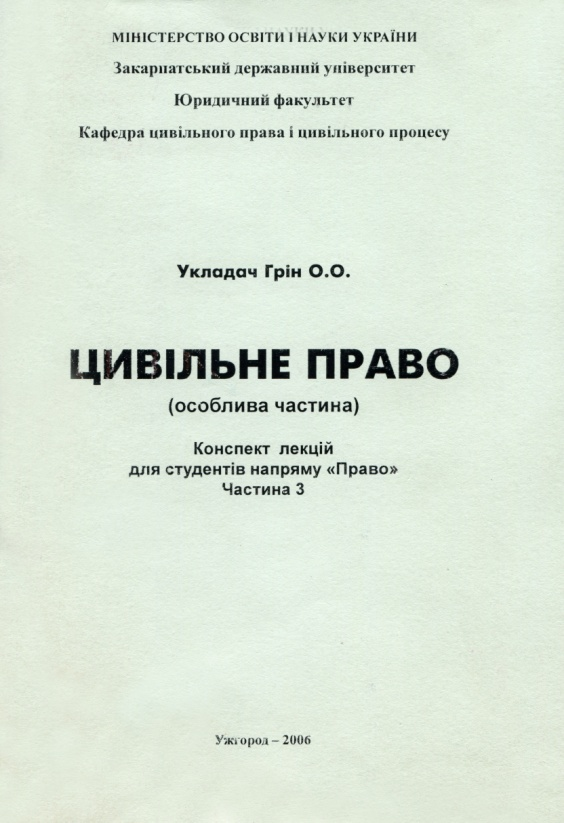 МІНІСТЕРСТВО ОСВІТИ І НАУКИ УКРАЇНИ
Закарпатський державний університет
Юридичний факультет
Кафедра цивільного права і цивільного процесу
Укладач Грін О.О.
ЦИВІЛЬНЕ ПРАВО
(особлива частина)
Конспект лекцій
для студентів напряму «Право»
Частина 3
Ужгород – 2006